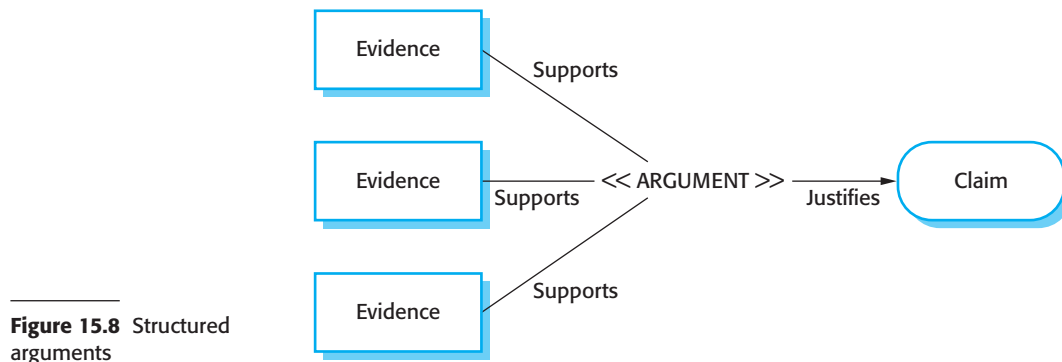 Evidence
Supports
Evidence
Supports
<< ARGUMENT >>
Justifies
Claim
Evidence
Supports
Figure 15.8 Structured
arguments